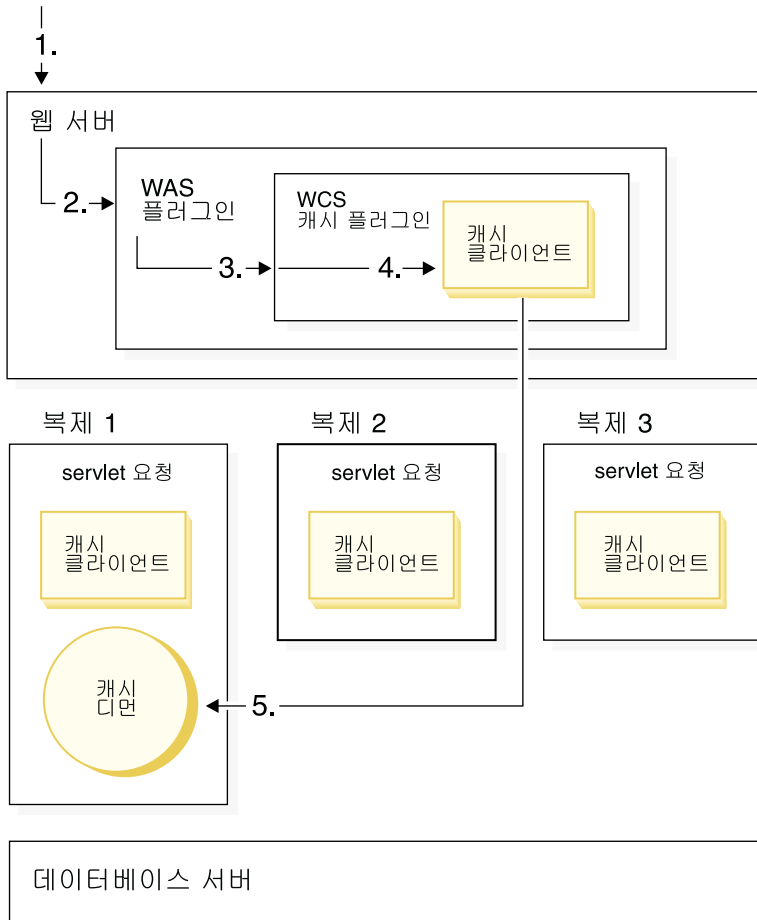 1.
웹 서버
2.
WAS
플러그인
3.
WCS
캐시 플러그인
4.
캐시
클라이언트
복제 1
복제 2
복제 3
servlet 요청
servlet 요청
servlet 요청
캐시
클라이언트
캐시
클라이언트
캐시
클라이언트
캐시
디먼
5.
데이터베이스 서버